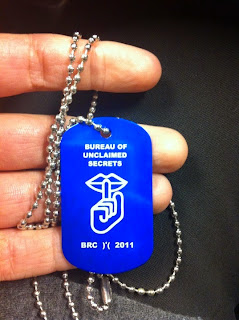 BUREAU OF
UNCLAIMED
SECRETS
BRC )'( 2011